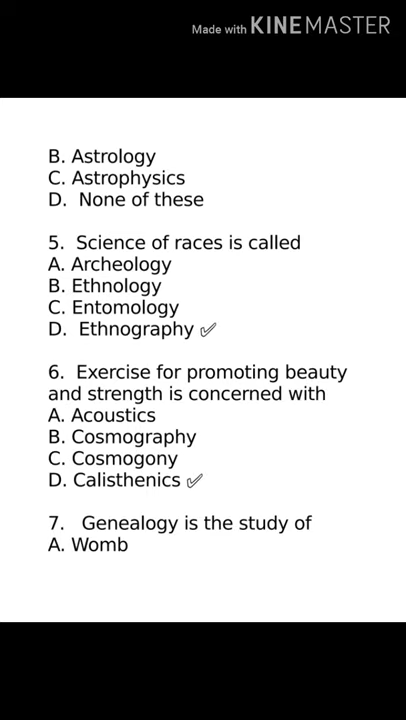 Made with KINEMASTER
B. Astrology
C. Astrophysics
D. None of these
5. Science of races is called
A. Archeology
B. Ethnology
C. Entomology
D. Ethnography ✅
6. Exercise for promoting beauty
and strength is concerned with
A. Acoustics
B. Cosmography
C. Cosmogony
D. Calisthenics ✅
7. Genealogy is the study of
A. Womb